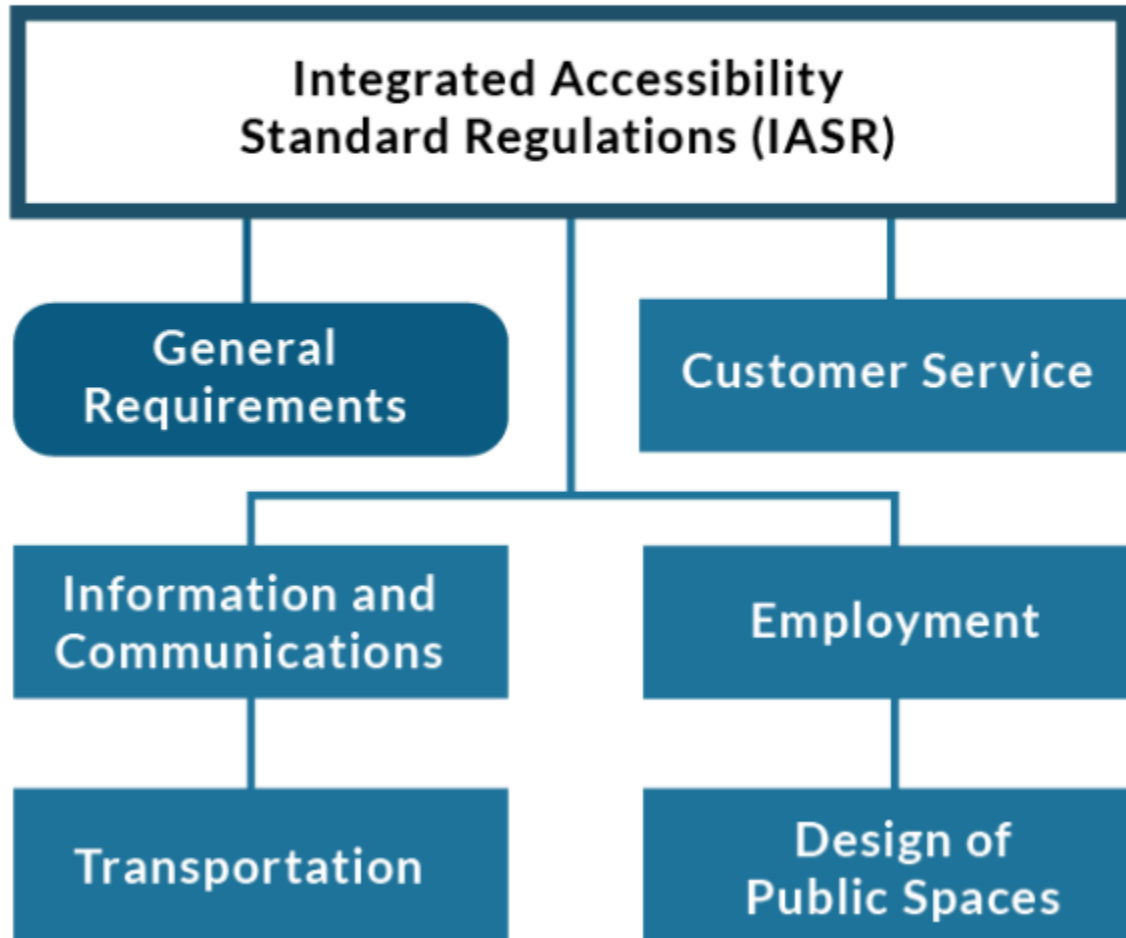 Integrated Accessibility
Standard Regulations (IASR)
General
Requirements
Customer Service
Information and
Communications
Employment
Transportation
Design of
Public Spaces